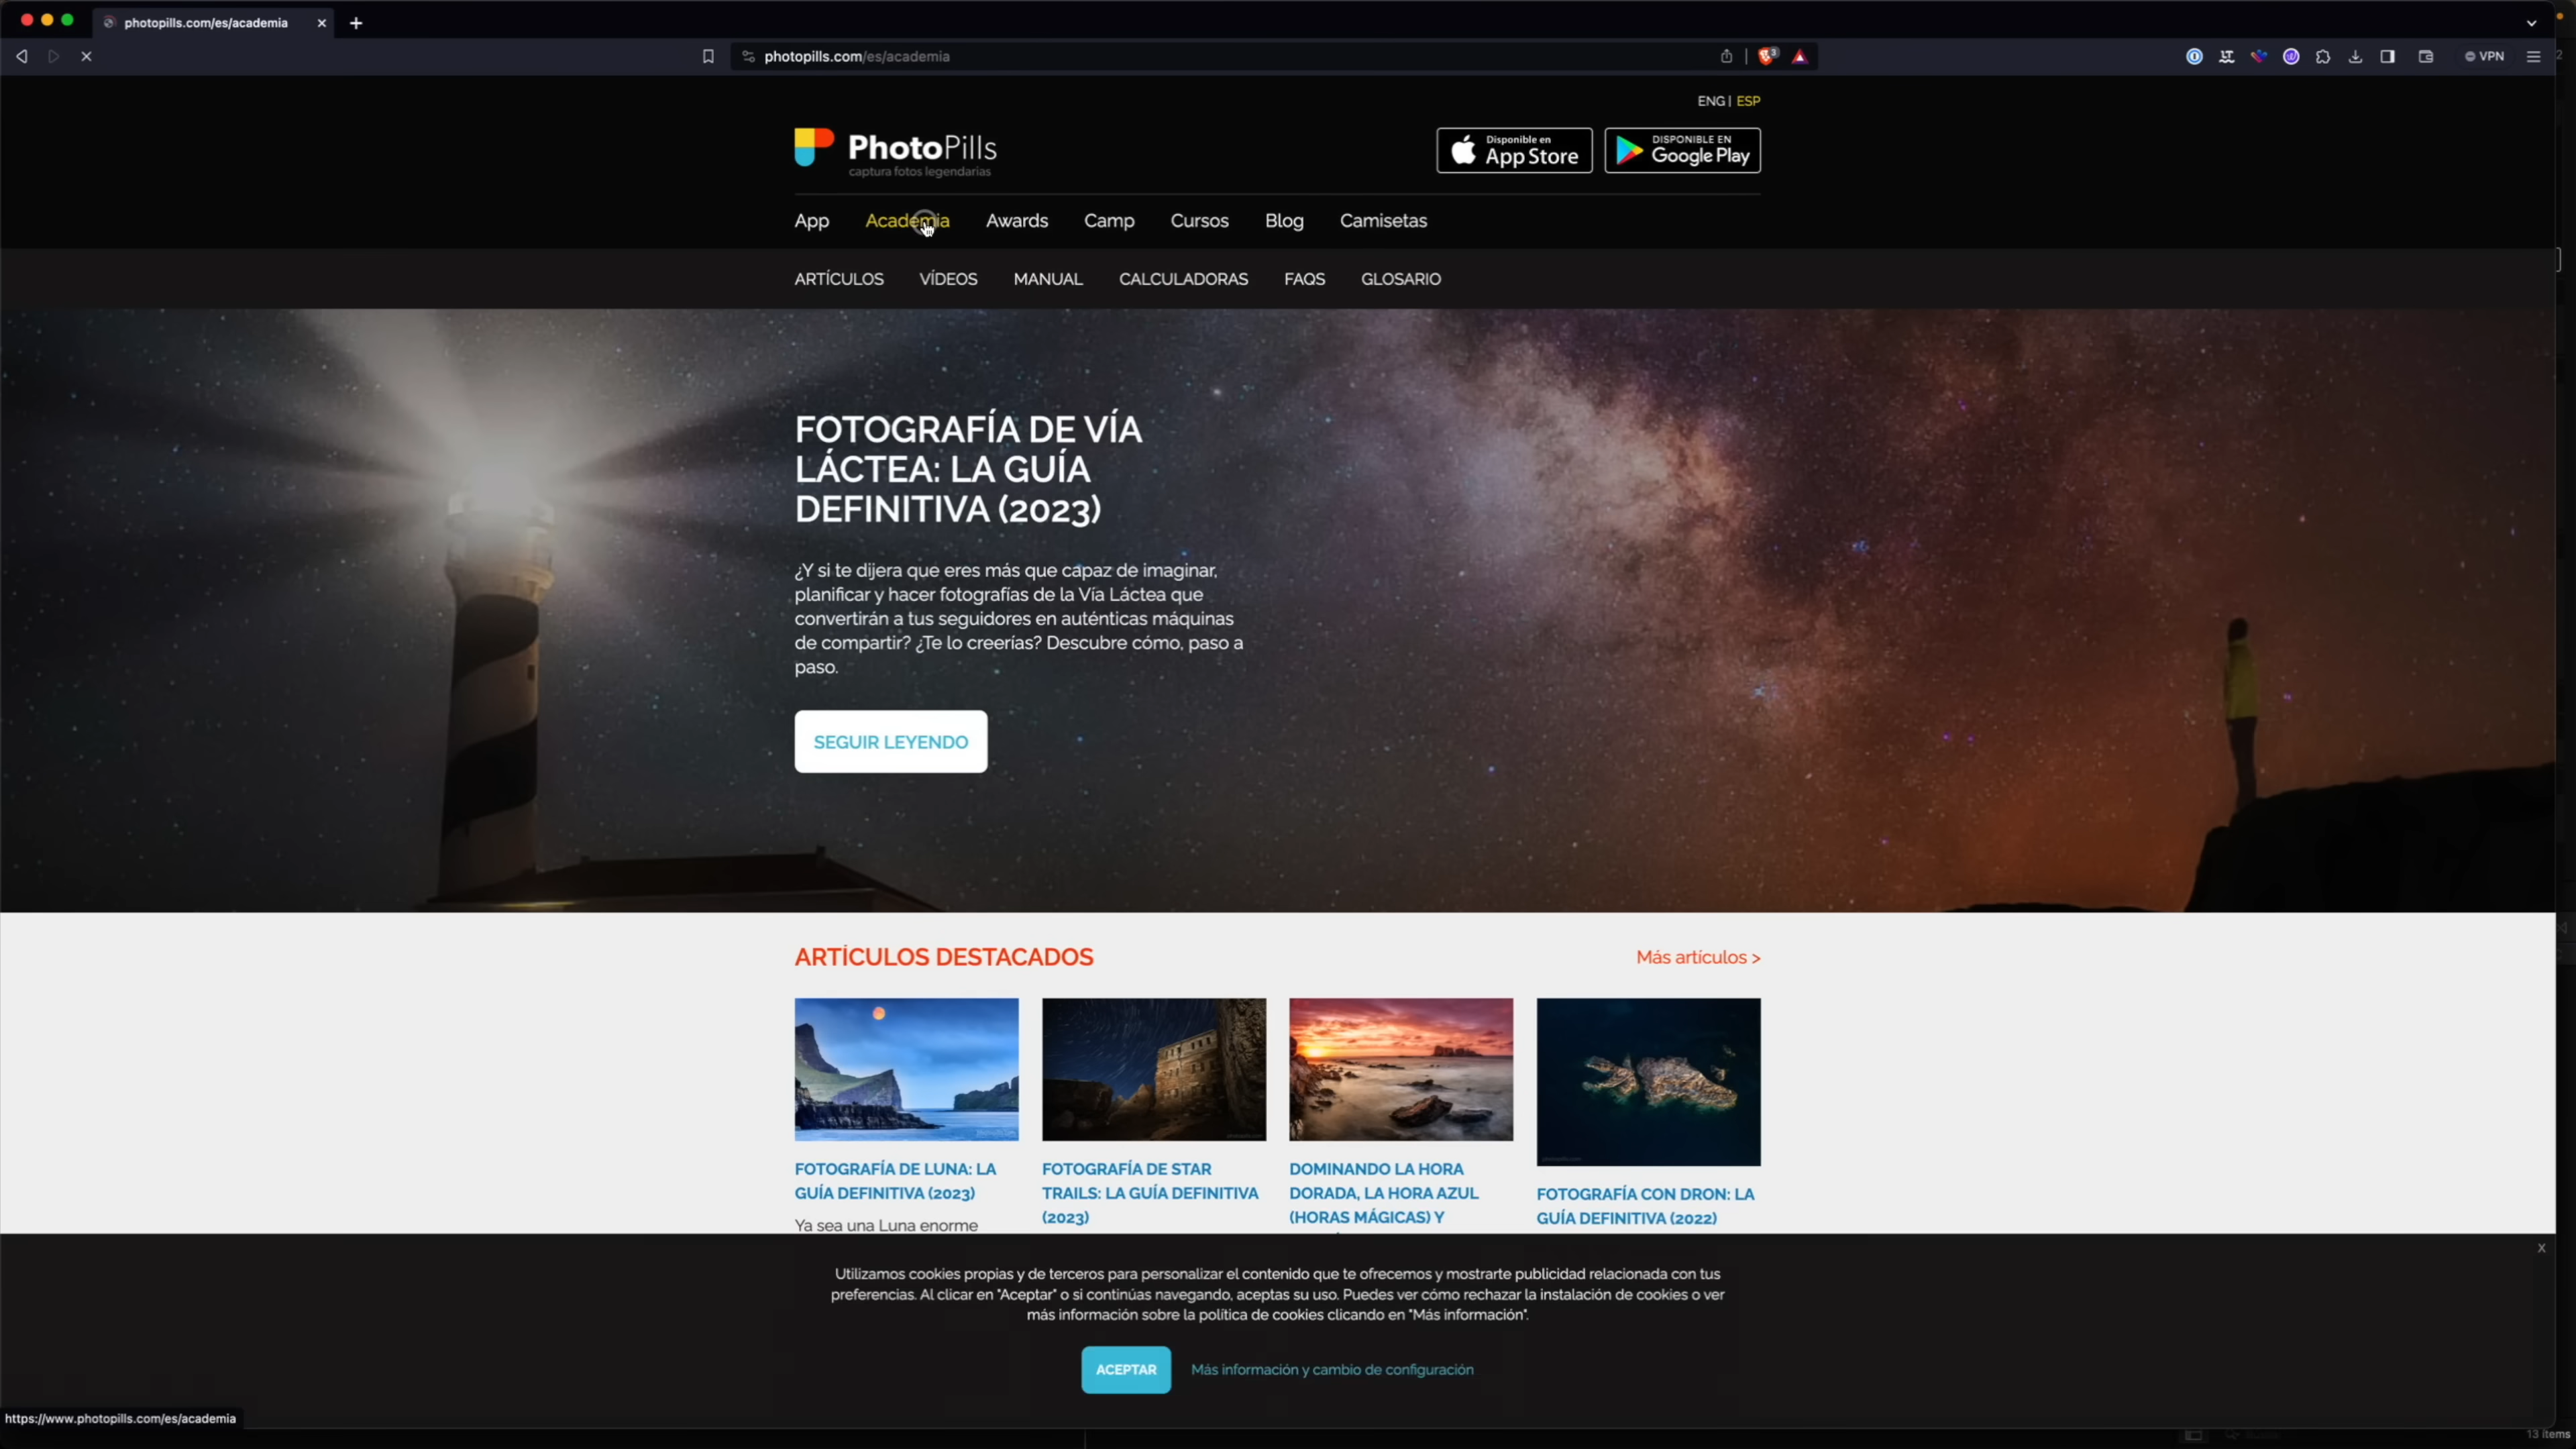 photopills.com/es/academia
photopills.com/es/academia
3
VPN
ENG | ESP
PhotoPills
captura fotos legendarias
Disponible en
App Store
DISPONIBLE EN
Google Play
App Academia Awards Camp Cursos Blog Camisetas
ARTÍCULOS VÍDEOS MANUAL CALCULADORAS FAQS GLOSARIO
FOTOGRAFÍA DE VÍA
LÁCTEA: LA GUÍA
DEFINITIVA (2023)
¿Y si te dijera que eres más que capaz de imaginar,
planificar y hacer fotografías de la Vía Láctea que
convertirán a tus seguidores en auténticas máquinas
de compartir? ¿Te lo creerías? Descubre cómo, paso a
paso.
SEGUIR LEYENDO
ARTÍCULOS DESTACADOS
Más artículos >
FOTOGRAFÍA DE LUNA: LA
GUÍA DEFINITIVA (2023)
Ya sea una Luna enorme
FOTOGRAFÍA DE STAR
TRAILS: LA GUÍA DEFINITIVA
(2023)
DOMINANDO LA HORA
DORADA, LA HORA AZUL
(HORAS MÁGICAS) Y
FOTOGRAFÍA CON DRON: LA
GUÍA DEFINITIVA (2022)
X
Utilizamos cookies propias y de terceros para personalizar el contenido que te ofrecemos y mostrarte publicidad relacionada con tus
preferencias. Al clicar en "Aceptar" o si continúas navegando, aceptas su uso. Puedes ver cómo rechazar la instalación de cookies o ver
más información sobre la política de cookies clicando en "Más información".
ACEPTAR
Más información y cambio de configuración
https://www.photopills.com/es/academia
13 items